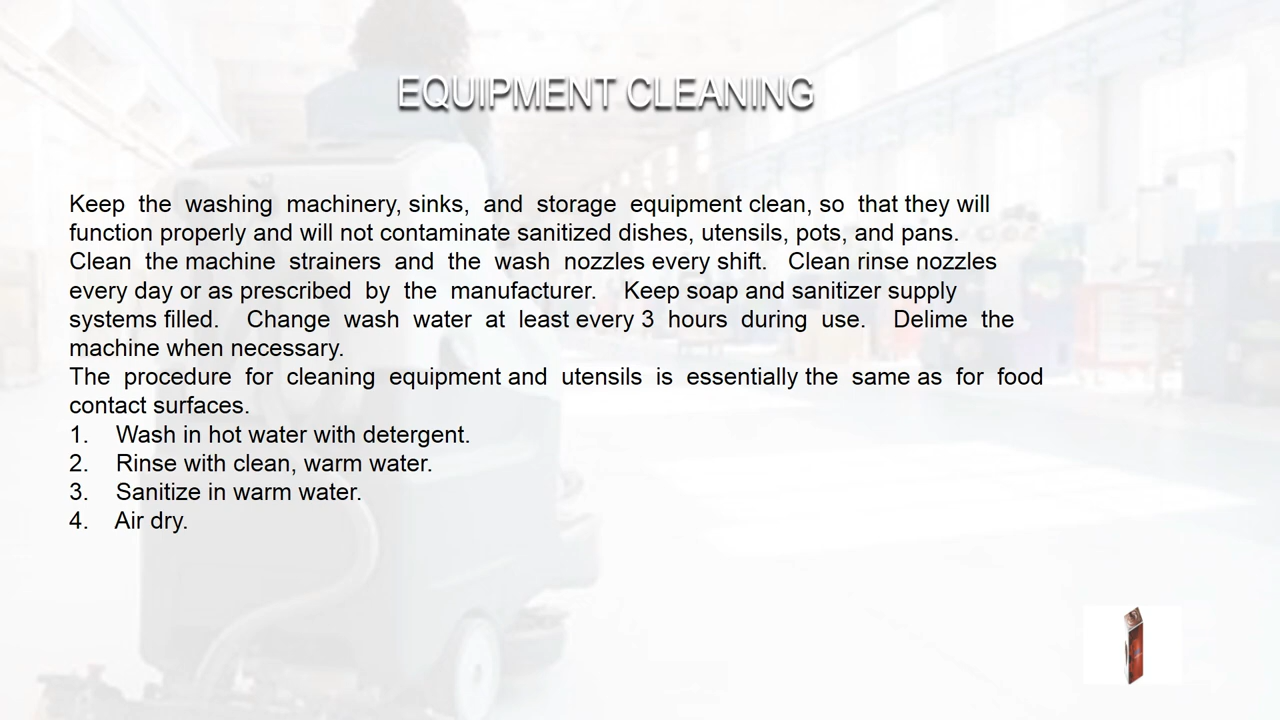 EQUIIPMENT CLEANIING
Keep the washing machinery, sinks, and storage equipment clean, so that they will
function properly and will not contaminate sanitized dishes, utensils, pots, and pans.
Clean the machine strainers and the wash nozzles every shift. Clean rinse nozzles
every day or as prescribed by the manufacturer. Keep soap and sanitizer supply
systems filled. Change wash water at least every 3 hours during use. Delime the
machine when necessary.
The procedure for cleaning equipment and utensils is essentially the same as for food
contact surfaces.
1. Wash in hot water with detergent.
2. Rinse with clean, warm water.
3. Sanitize in warm water.
4. Air dry.